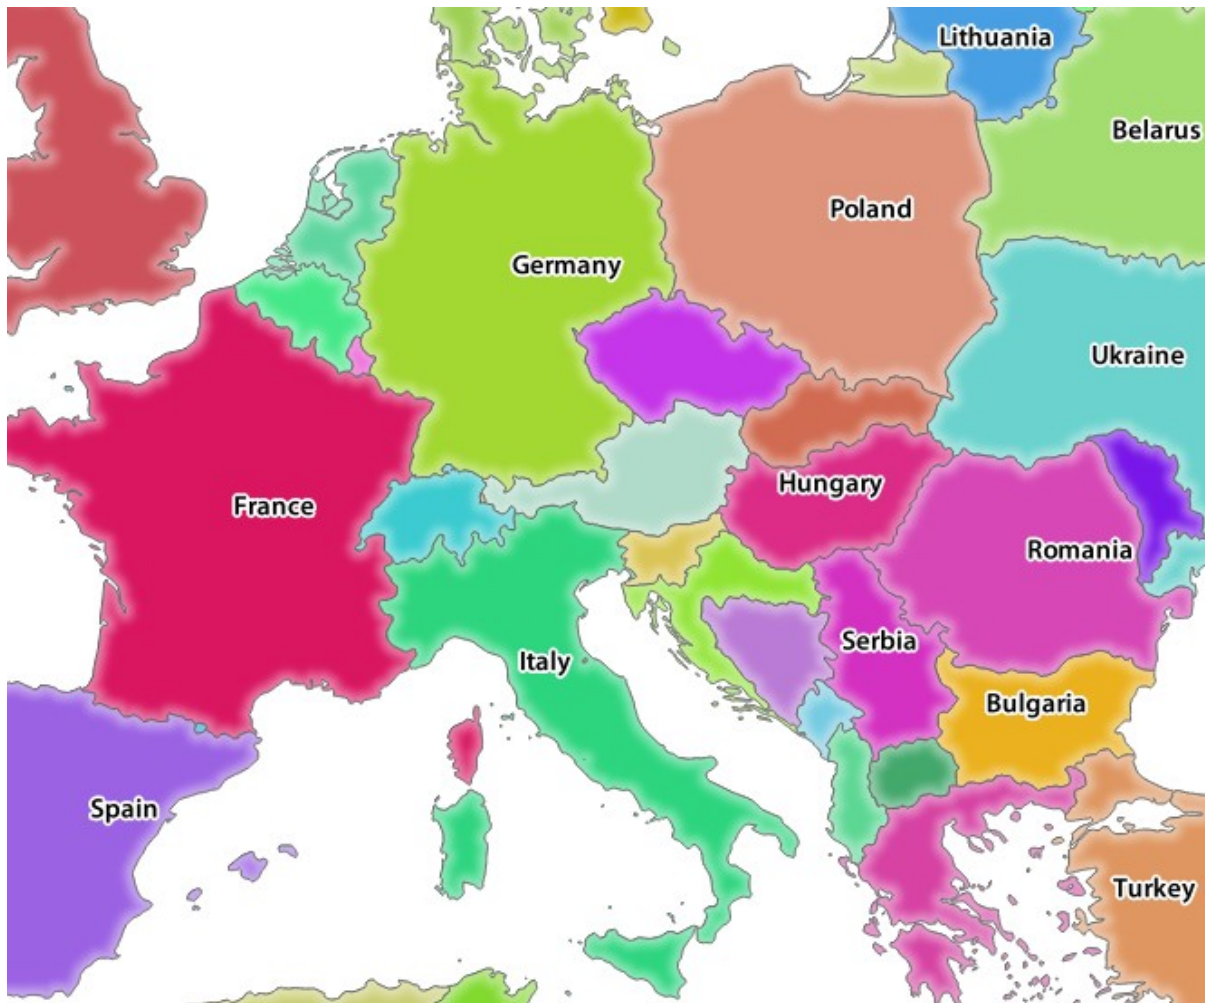 Lithuania
Belarus
Poland
Germany
Ukraine
Hungary
France
Romania
Serbia
Italy
Bulgaria
Spain
Turkey